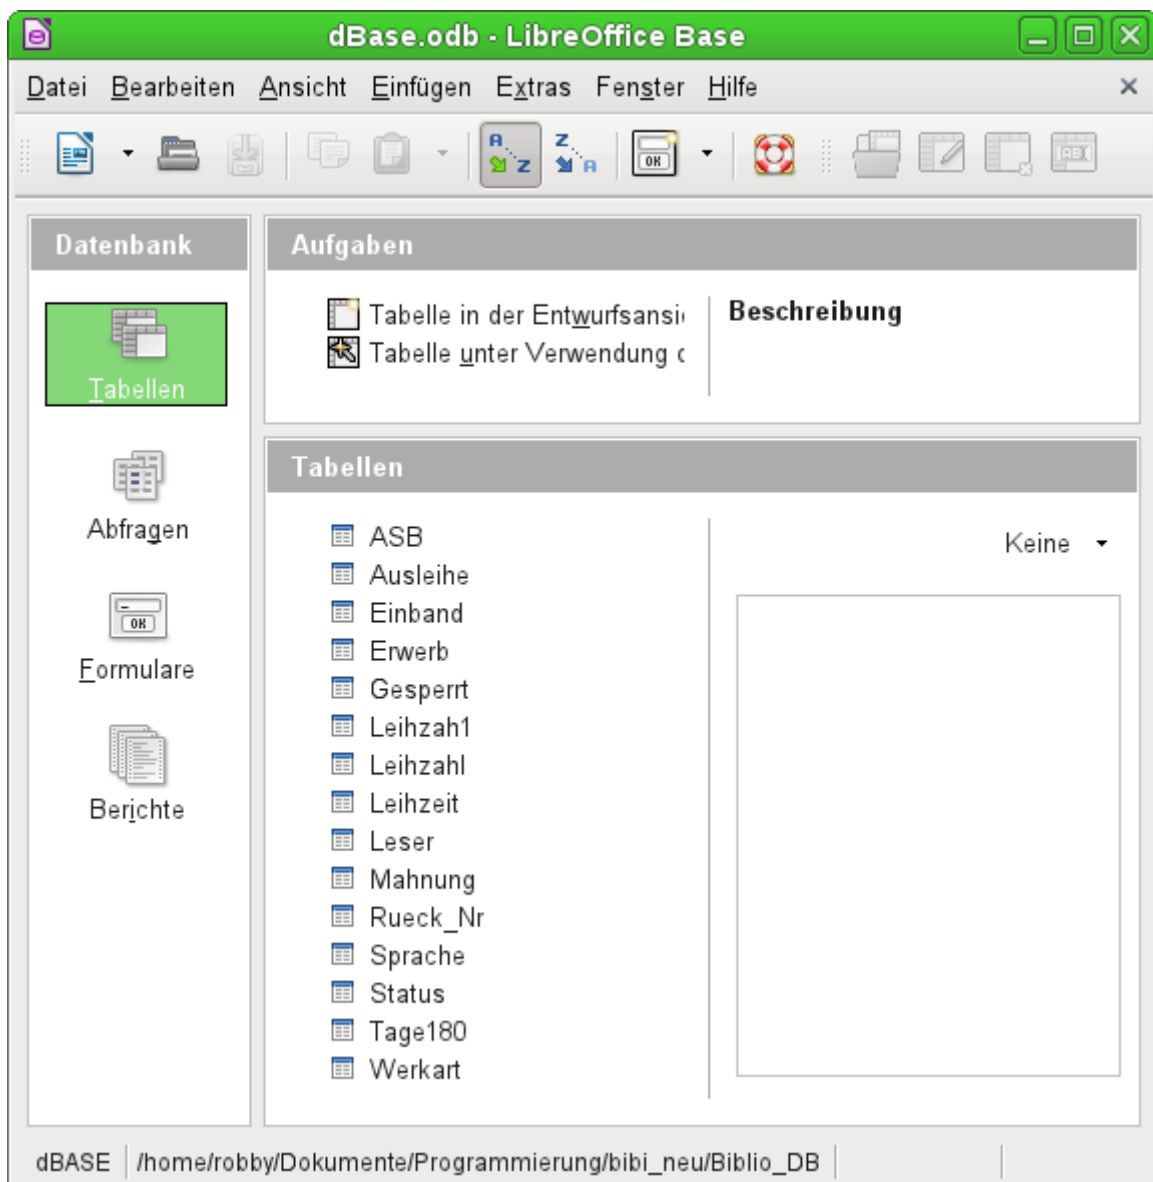 dBase.odb - LibreOffice Base
Datei Bearbeiten Ansicht Einfügen Extras Fenster Hilfe
Datenbank
Tabellen
Abfragen
Formulare
Berichte
Aufgaben
Tabelle in der Entwurfsansi
Tabelle unter Verwendung d
Beschreibung
Tabellen
ASB
Ausleihe
Einband
Erwerb
Gesperrt
Leihzah1
Leihzahl
Leihzeit
Leser
Mahnung
Rueck_Nr
Sprache
Status
Tage180
Werkart
Keine
dBASE /home/robby/Dokumente/Programmierung/bibi_neu/Biblio_DB